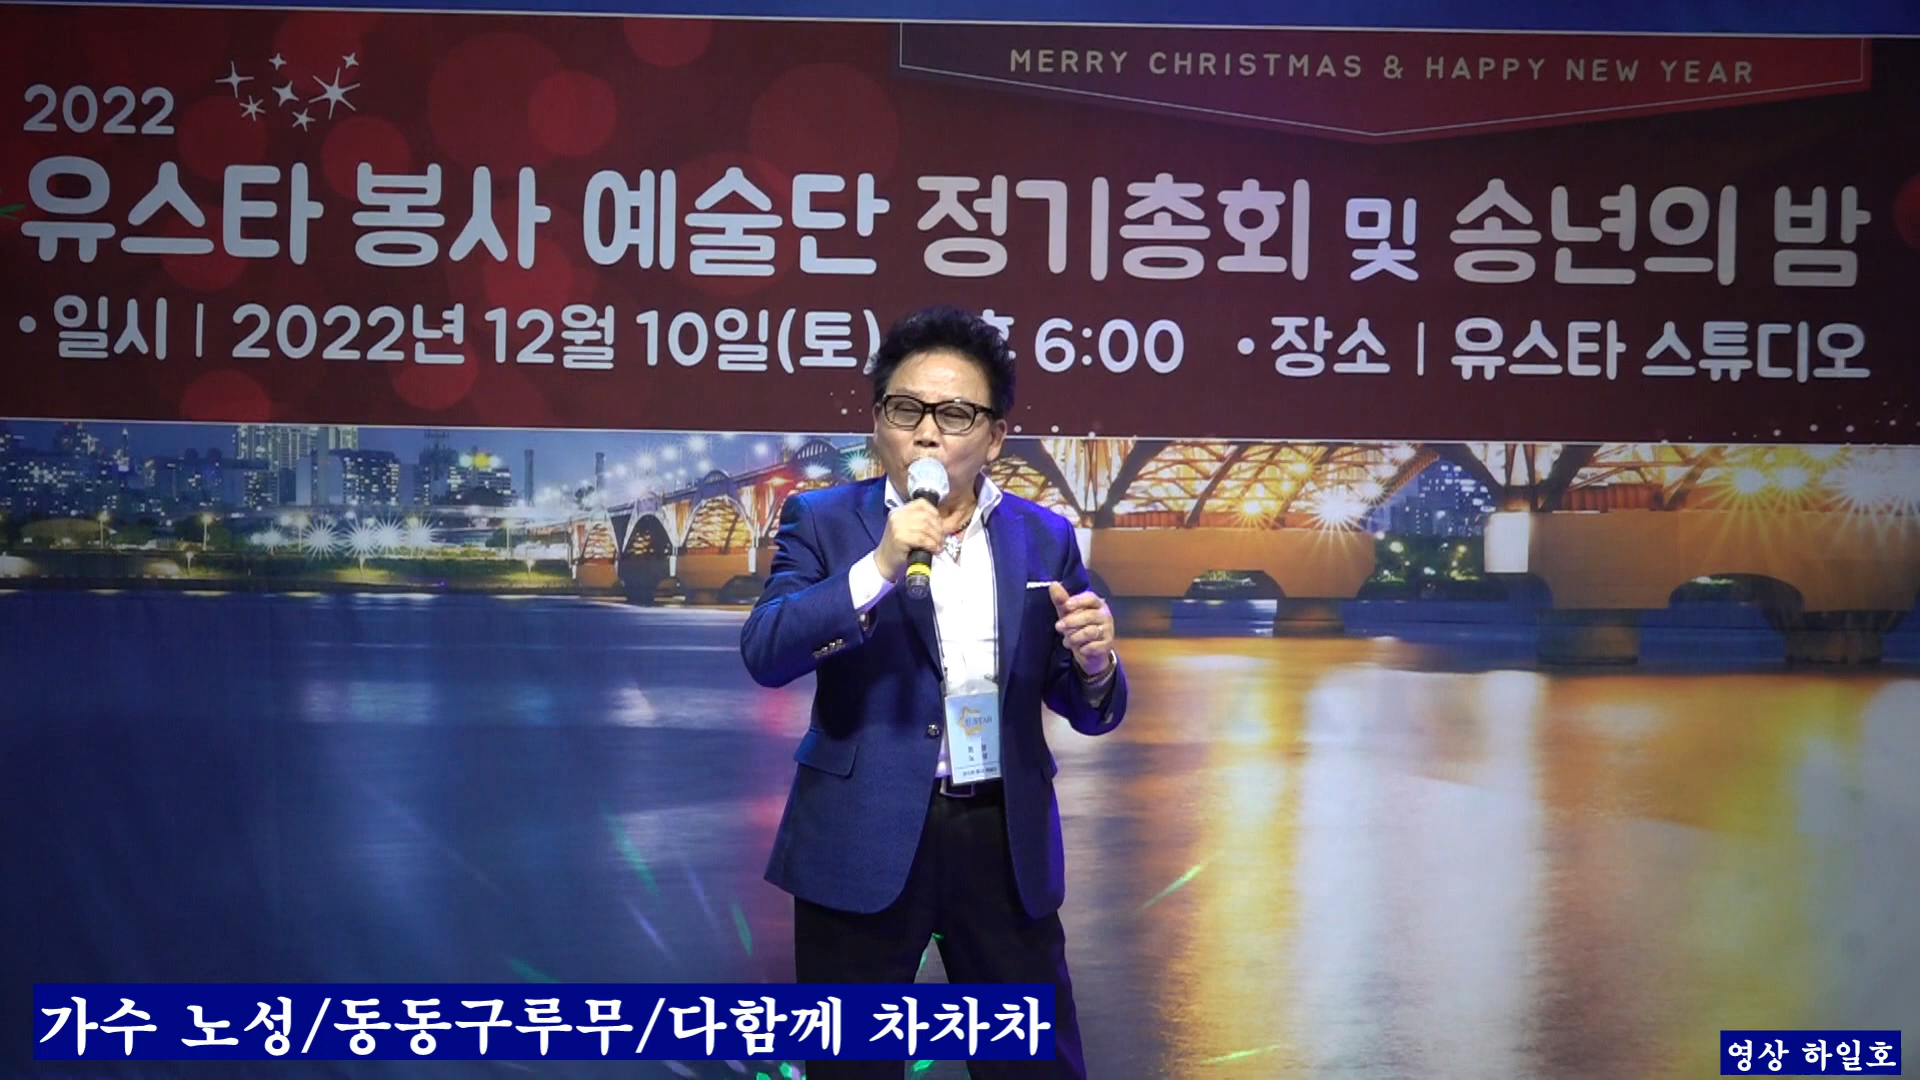 MERRY CHRISTMAS & HAPPY NEW YEAR
2022
유스타 봉사 예술단 정기총회 및 송년의 밤
• 일시 | 2022년 12월 10일(토) 6:00 • 장소 | 유스타 스튜디오
가수 노성/동동구루무/다함께 차차차
영상 하일호